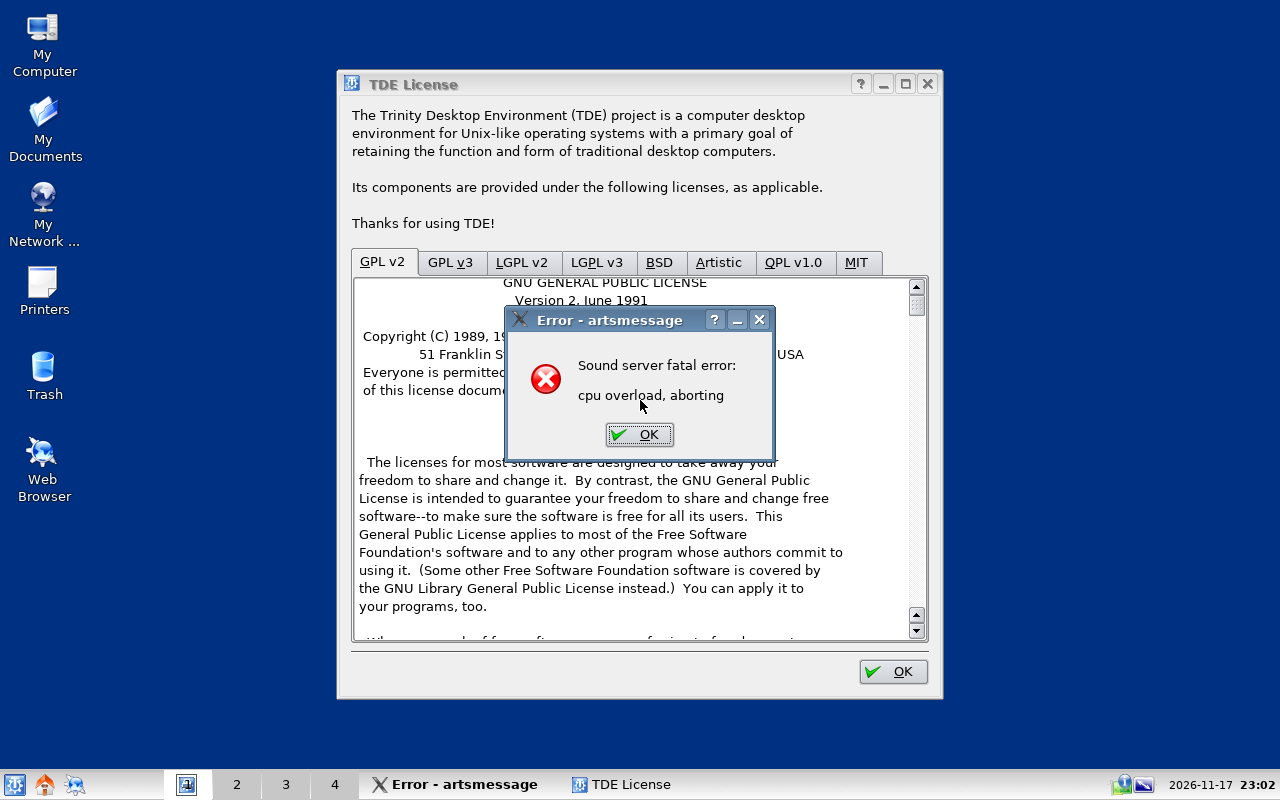 My
Computer
My
Documents
My
Network ...
Printers
Trash
Web
Browser
TDE License
The Trinity Desktop Environment (TDE) project is a computer desktop
environment for Unix-like operating systems with a primary goal of
retaining the function and form of traditional desktop computers.
Its components are provided under the following licenses, as applicable.
Thanks for using TDE!
GPL v2 GPL v3 LGPL v2 LGPL v3 BSD Artistic QPL v1.0 MIT
GNU GENERAL PUBLIC LICENSE
Version 2, June 1991
Copyright (C) 1989,
51 Franklin
USA
Everyone is permitted
of this license
Error - artsmessage
Sound server fatal error:
cpu overload, aborting
OK
The licenses for most software are designed to take away your
freedom to share and change it. By contrast, the GNU General Public
License is intended to guarantee your freedom to share and change free
software--to make sure the software is free for all its users. This
General Public License applies to most of the Free Software
Foundation's software and to any other program whose authors commit to
using it. (Some other Free Software Foundation software is covered by
the GNU Library General Public License instead.) You can apply it to
your programs, too.
OK
1 2 3 4 Error - artsmessage TDE License 2026-11-17 23:02